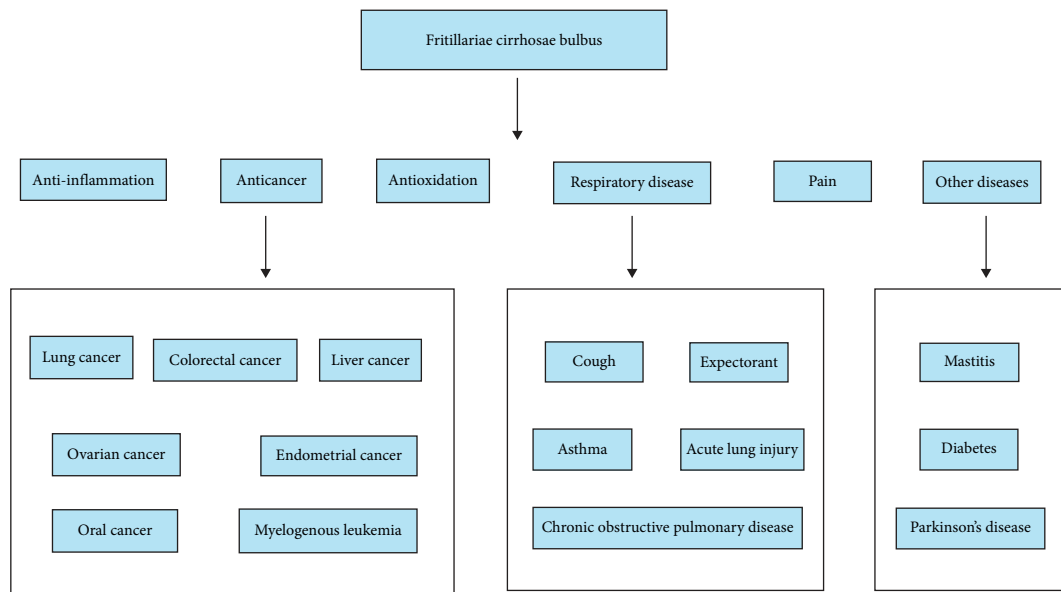 Fritillariae cirrhosae bulbus
Anti-inflammation
Anticancer
Antioxidation
Respiratory disease
Pain
Other diseases
Lung cancer
Colorectal cancer
Liver cancer
Ovarian cancer
Endometrial cancer
Oral cancer
Myelogenous leukemia
Cough
Expectorant
Asthma
Acute lung injury
Chronic obstructive pulmonary disease
Mastitis
Diabetes
Parkinson’s disease